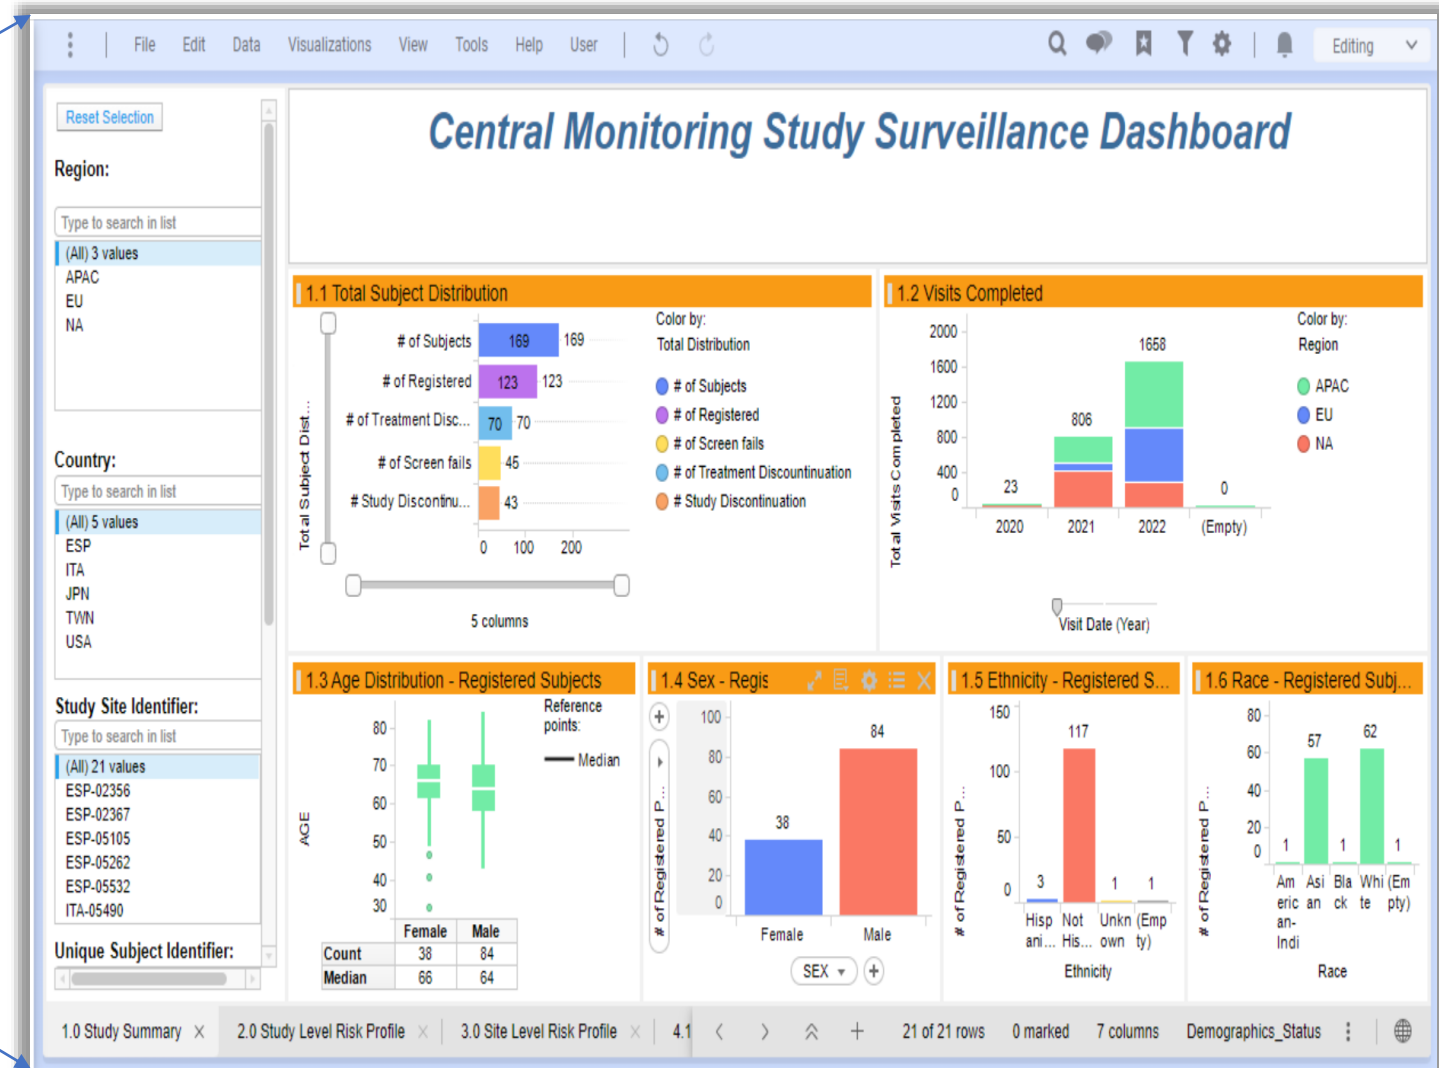 File Edit Data Visualizations View Tools Help User Editing
Reset Selection
Central Monitoring Study Surveillance Dashboard
Region:
Type to search in list
(All) 3 values
APAC
EU
NA
Country:
Type to search in list
(All) 5 values
ESP
ITA
JPN
TWN
USA
Study Site Identifier:
Type to search in list
(All) 21 values
ESP-02356
ESP-02367
ESP-05105
ESP-05262
ESP-05532
ITA-05490
Unique Subject Identifier:
1.1 Total Subject Distribution
Total Subject Dist...
# of Subjects 169 169
# of Registered 123 123
# of Treatment Disc... 70 70
# of Screen fails 45
# Study Discontinu... 43
0 100 200
5 columns
Color by:
Total Distribution
# of Subjects
# of Registered
# of Screen fails
# of Treatment Discontinuation
# Study Discontinuation
1.2 Visits Completed
Total Visits Completed
2000
1600
1200
800
400
0
23 806 1658 0
2020 2021 2022 (Empty)
Visit Date (Year)
Color by:
Region
APAC
EU
NA
1.3 Age Distribution - Registered Subjects
AGE
80
70
60
50
40
30
Reference
points:
Median
Female Male
Count 38 84
Median 66 64
1.4 Sex - Regis
# of Registered P...
100
80
60
40
20
0
38 84
Female Male
SEX
1.5 Ethnicity - Registered S...
# of Registered P...
150
100
50
0
3 117 1 1
Hisp Not Unkn (Emp
ani... His... own ty)
Ethnicity
1.6 Race - Registered Subj...
# of Registered P...
80
60
40
20
0
1 57 1 62 1
Am Asi Bla Whi (Em
eric an ck te pty)
an-
Indi
Race
1.0 Study Summary 2.0 Study Level Risk Profile 3.0 Site Level Risk Profile 4.1 21 of 21 rows 0 marked 7 columns Demographics_Status